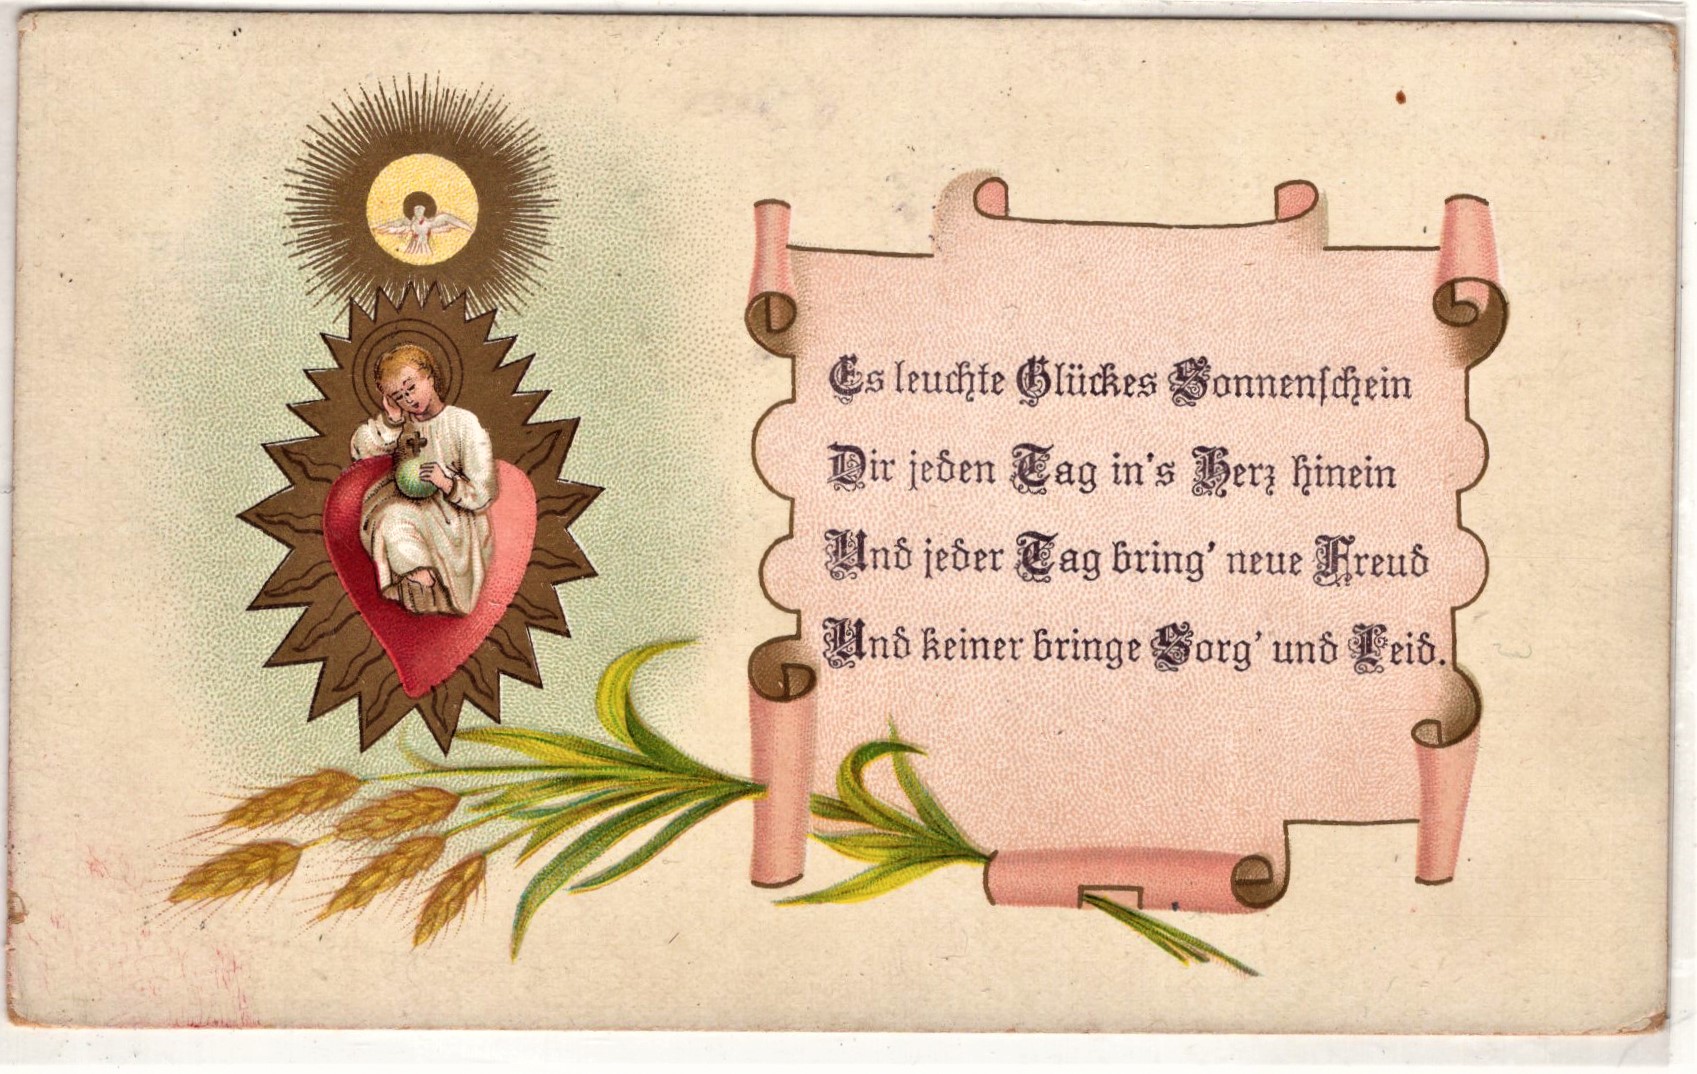 Es leuchte Glückes Sonnenſchein
Dir jeden Tag in's Herz hinein
Und jeder Tag bring' neue Freud
Und keiner bringe Sorg' und Leid.